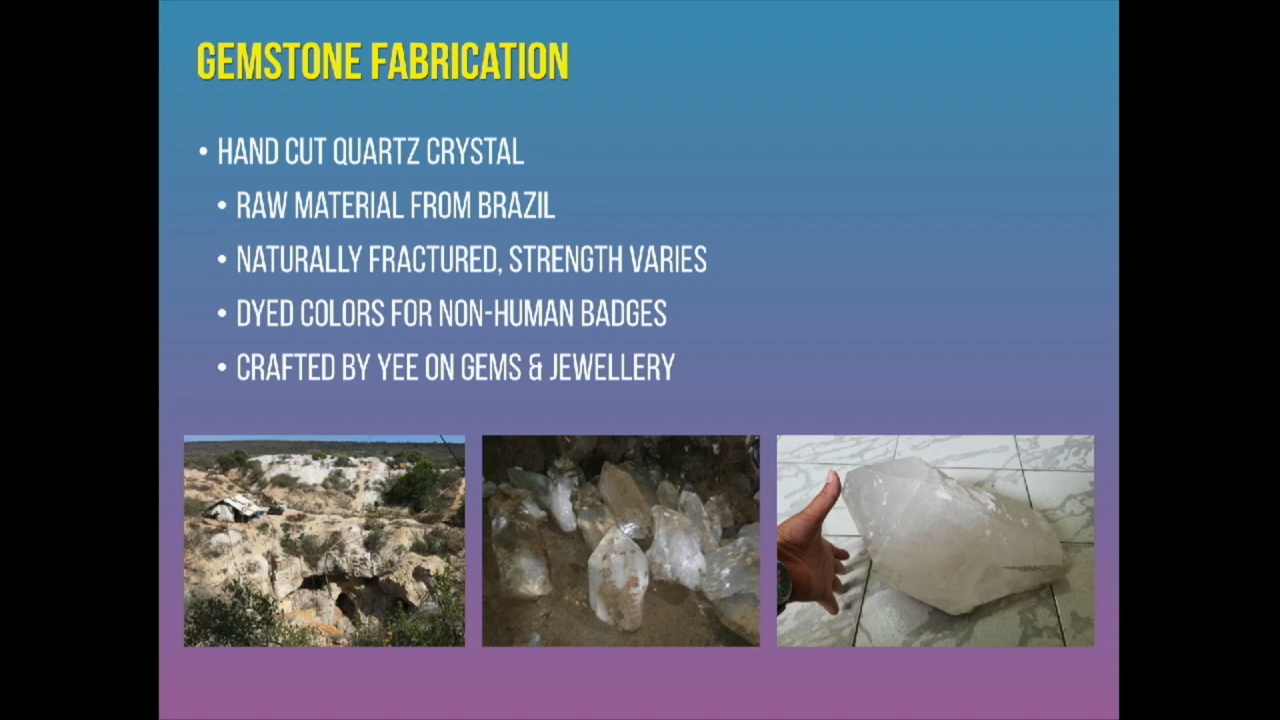 GEMSTONE FABRICATION
• HAND CUT QUARTZ CRYSTAL
• RAW MATERIAL FROM BRAZIL
• NATURALLY FRACTURED, STRENGTH VARIES
• DYED COLORS FOR NON-HUMAN BADGES
• CRAFTED BY YEE ON GEMS & JEWELLERY